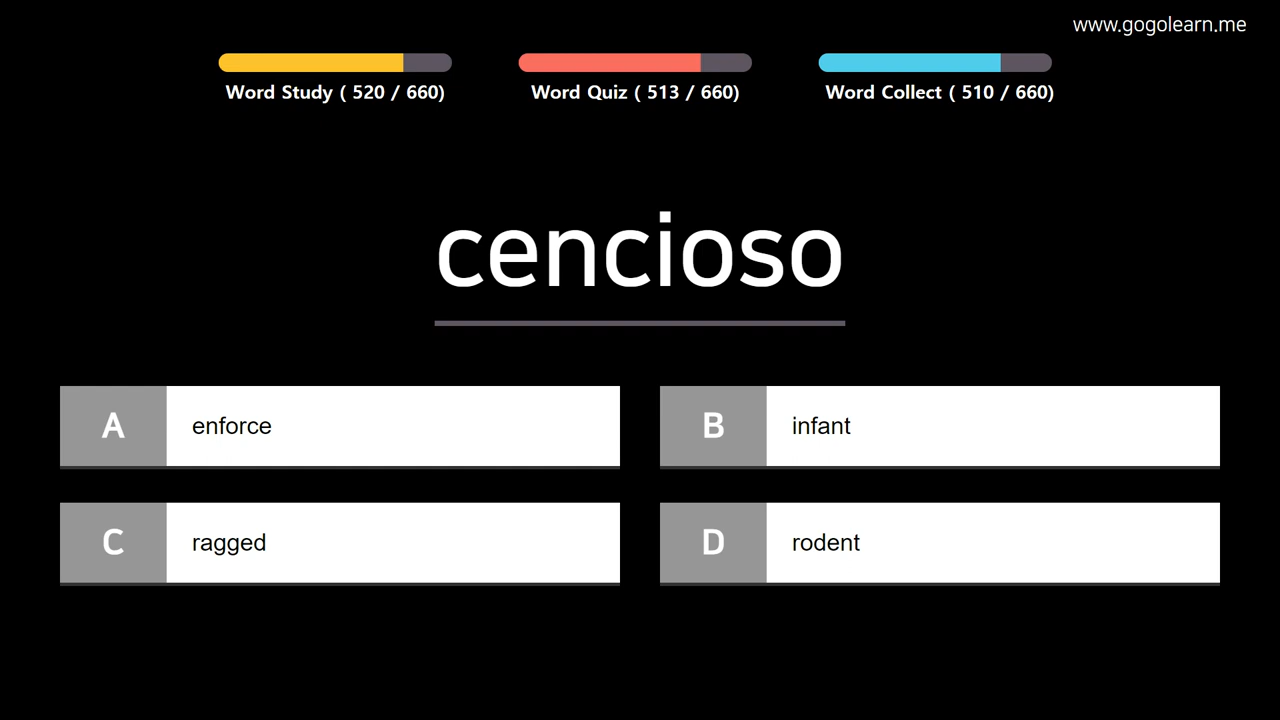 www.gogolearn.me
Word Study ( 520 / 660)
Word Quiz ( 513 / 660)
Word Collect ( 510 / 660)
cencioso
A enforce
B infant
C ragged
D rodent